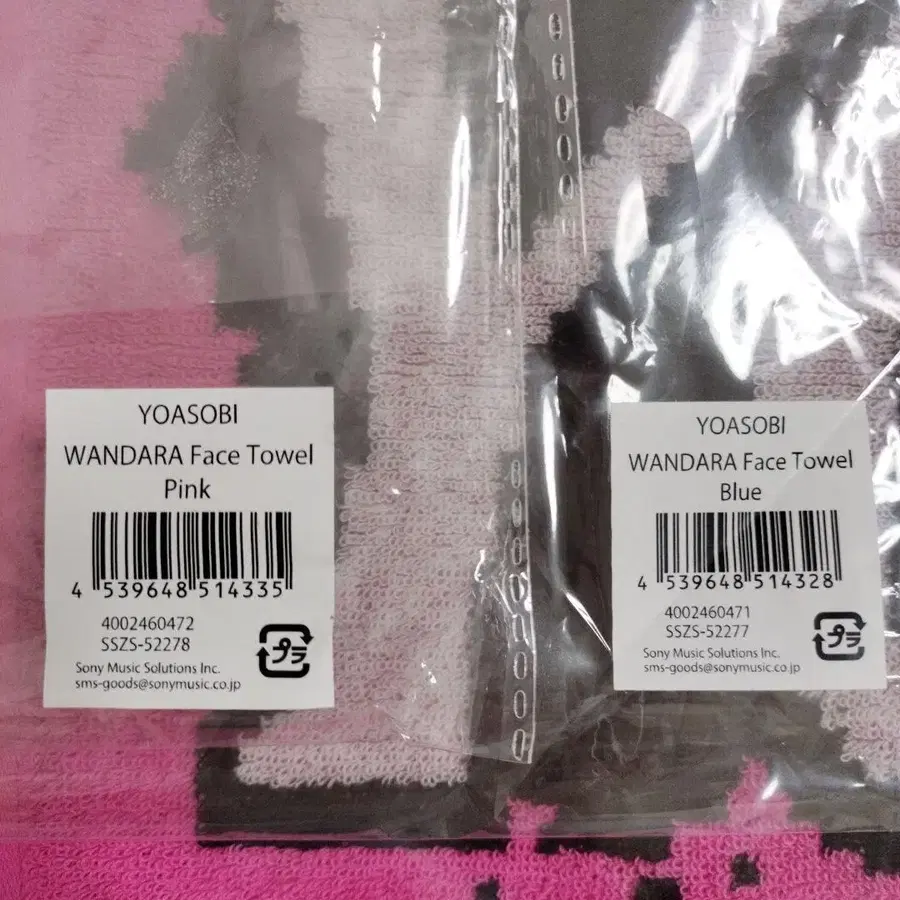 YOASOBI
WANDARA Face Towel
Pink
4 539648 514335
4002460472
SSZS-52278
プラ
Sony Music Solutions Inc.
sms-goods@sonymusic.co.jp
YOASOBI
WANDARA Face Towel
Blue
4 539648 514328
4002460471
SSZS-52277
プラ
Sony Music Solutions Inc.
sms-goods@sonymusic.co.jp